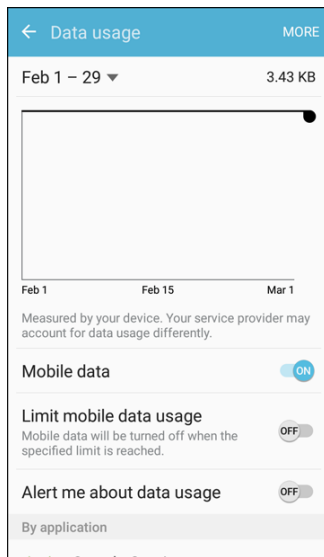 Data usage MORE
Feb 1 – 29 3.43 KB
Feb 1 Feb 15 Mar 1
Measured by your device. Your service provider may
account for data usage differently.
Mobile data ON
Limit mobile data usage
Mobile data will be turned off when the
specified limit is reached.
OFF
Alert me about data usage OFF
By application